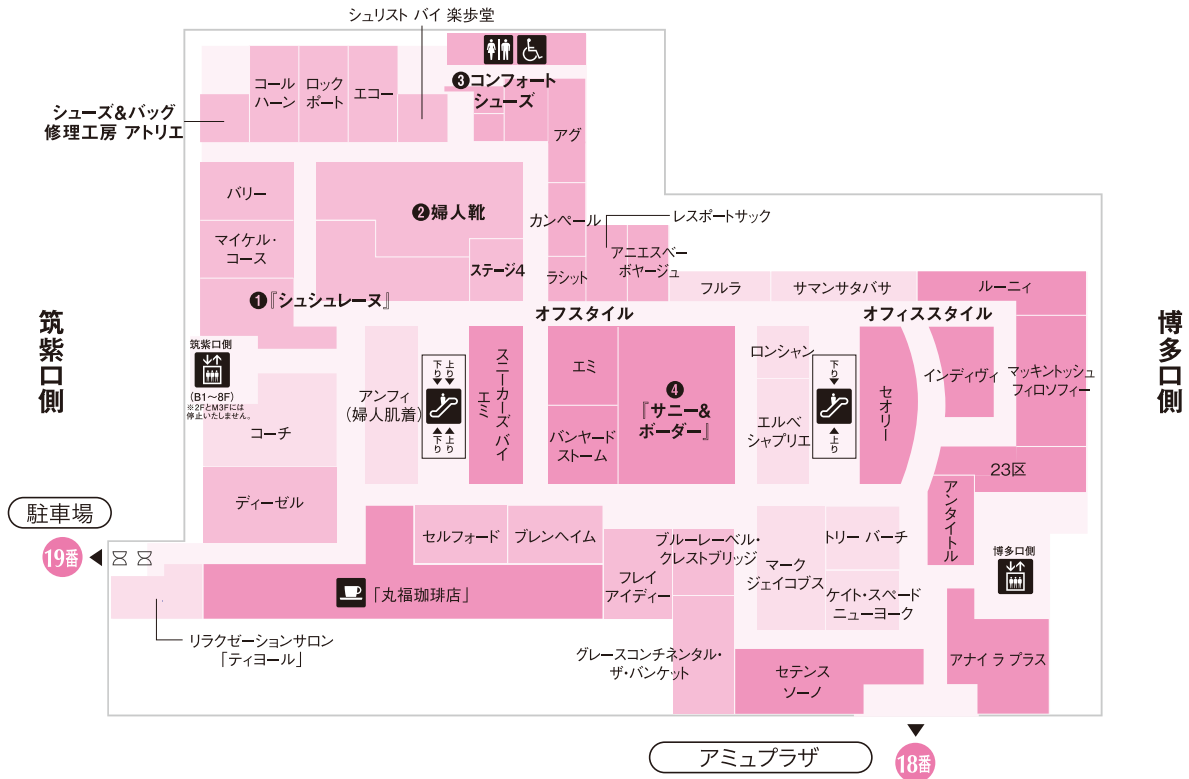 シュリスト バイ 楽歩堂
コール
ハーン
ロック
ポート
エコー
❸コンフォート
シューズ
シューズ&バッグ
修理工房 アトリエ
アグ
バリー
❷婦人靴
カンペール
レスポートサック
マイケル・
コース
ステージ4
ラシット
アニエスベー
ボヤージュ
フルラ
サマンサタバサ
ルーニィ
❶『シュシュレーヌ』
オフスタイル
オフィススタイル
筑紫口側
博多口側
筑紫口側
(B1〜8F)
※2FとM3Fには
停止いたしません。
アンフィ
(婦人肌着)
下り
上り
下り
上り
スニーカーズ バイ
エミ
エミ
バンヤード
ストーム
❹
『サニー&
ボーダー』
ロンシャン
エルベ
シャプリエ
下り
上り
セオリー
インディヴィ
マッキントッシュ
フィロソフィー
コーチ
ディーゼル
23区
アンタイトル
駐車場
19番
セルフォード
ブレンヘイム
ブルーレーベル・
クレストブリッジ
トリー バーチ
マーク
ジェイコブス
博多口側
「丸福珈琲店」
フレイ
アイディー
ケイト・スペード
ニューヨーク
リラクゼーションサロン
「ティヨール」
グレースコンチネンタル・
ザ・バンケット
セテンス
ソーノ
アナイ ラ プラス
アミュプラザ
18番